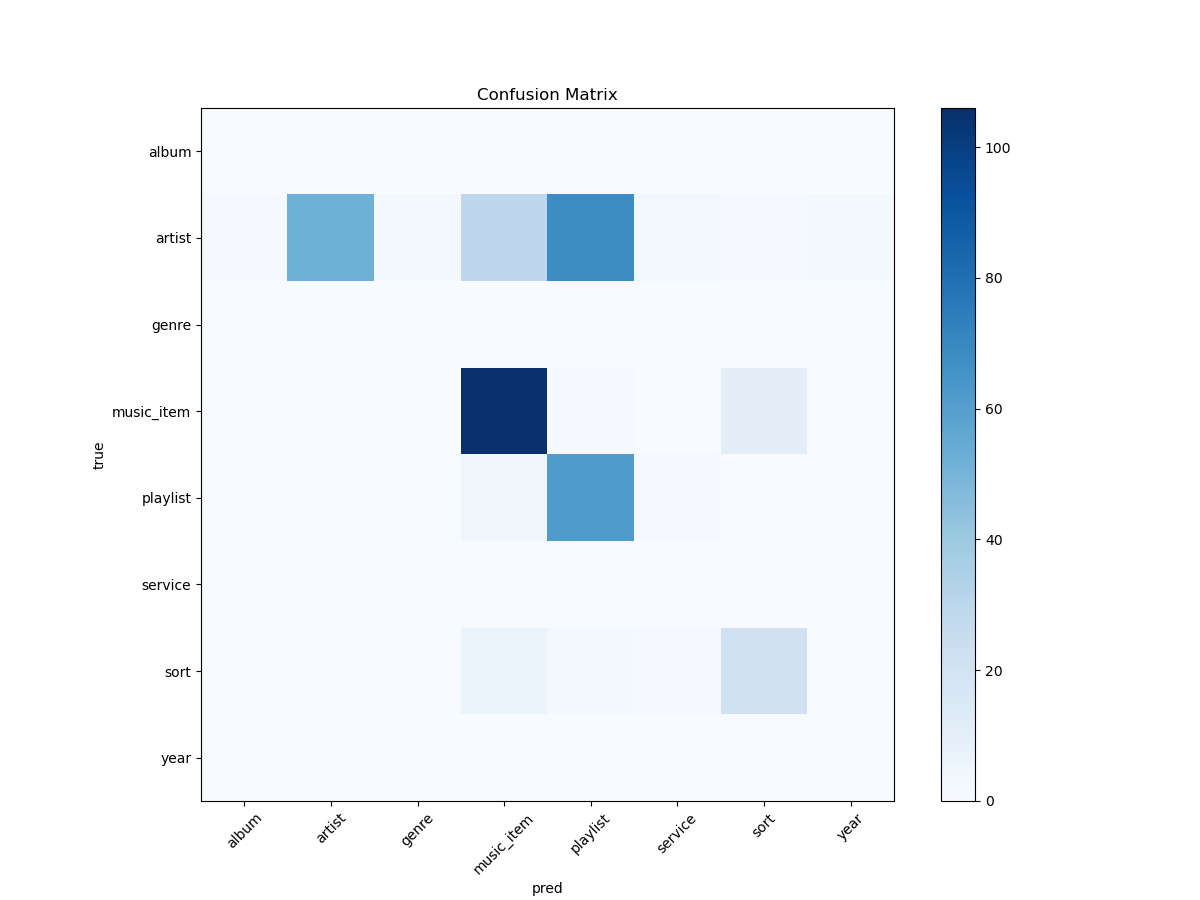 Confusion Matrix
album
artist
genre
music_item
playlist
service
sort
year
true
album
artist
genre
music_item
playlist
service
sort
year
pred
100
80
60
40
20
0